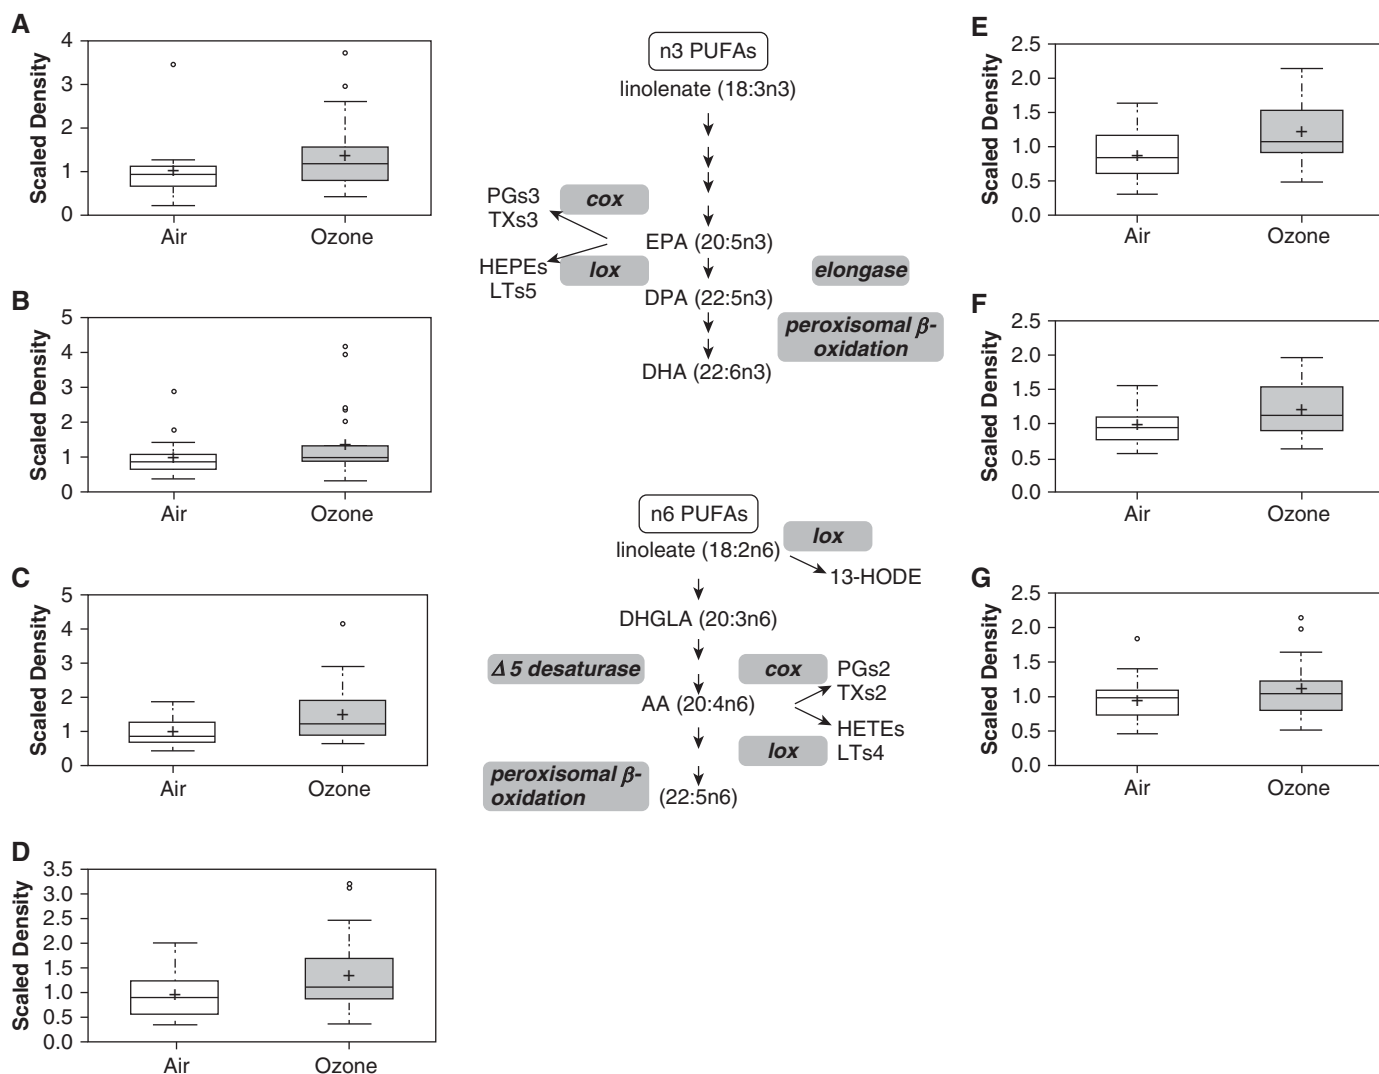 A
Scaled Density
4
3
2
1
0
Air
Ozone
B
Scaled Density
5
4
3
2
1
0
Air
Ozone
C
Scaled Density
5
4
3
2
1
0
Air
Ozone
D
Scaled Density
3.5
3.0
2.5
2.0
1.5
1.0
0.5
0.0
Air
Ozone
n3 PUFAs
linolenate (18:3n3)
PGs3
TXs3
cox
EPA (20:5n3)
HEPEs
LTs5
lox
elongase
DPA (22:5n3)
peroxisomal β-
oxidation
DHA (22:6n3)
n6 PUFAs
linoleate (18:2n6)
lox
13-HODE
DHGLA (20:3n6)
Δ 5 desaturase
cox
PGs2
TXs2
AA (20:4n6)
HETEs
LTs4
lox
peroxisomal β-
oxidation
(22:5n6)
E
Scaled Density
2.5
2.0
1.5
1.0
0.5
0.0
Air
Ozone
F
Scaled Density
2.5
2.0
1.5
1.0
0.5
0.0
Air
Ozone
G
Scaled Density
2.5
2.0
1.5
1.0
0.5
0.0
Air
Ozone